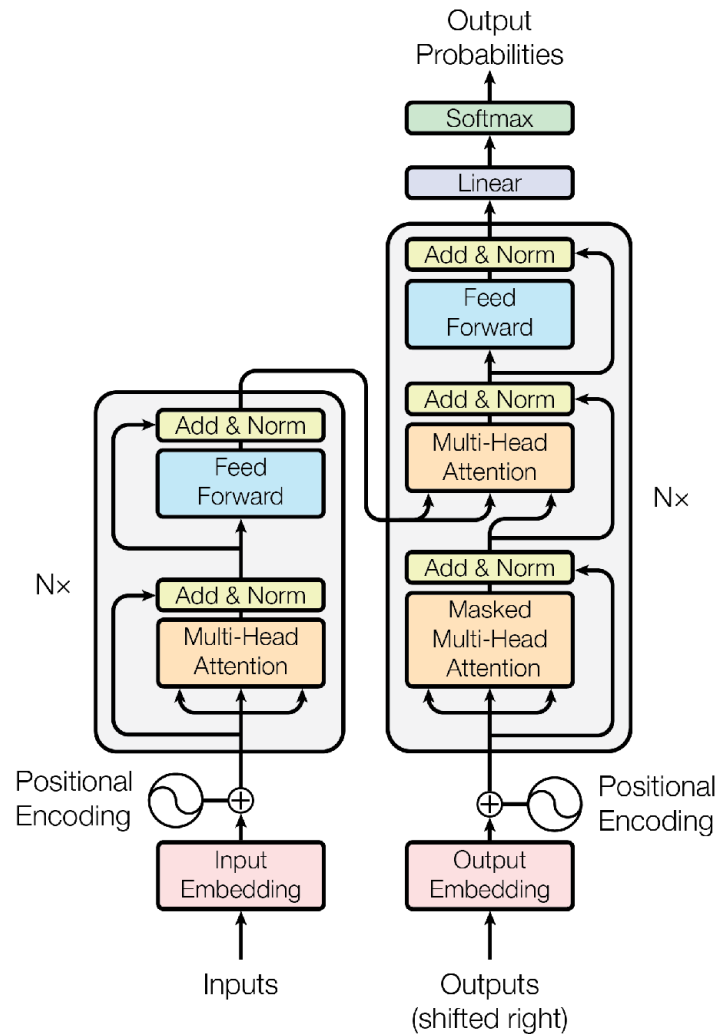 Output
Probabilities
Softmax
Linear
Add & Norm
Feed
Forward
Add & Norm
Multi-Head
Attention
Nx
Add & Norm
Masked
Multi-Head
Attention
Add & Norm
Feed
Forward
Nx
Add & Norm
Multi-Head
Attention
Positional
Encoding
Positional
Encoding
Input
Embedding
Output
Embedding
Inputs
Outputs
(shifted right)